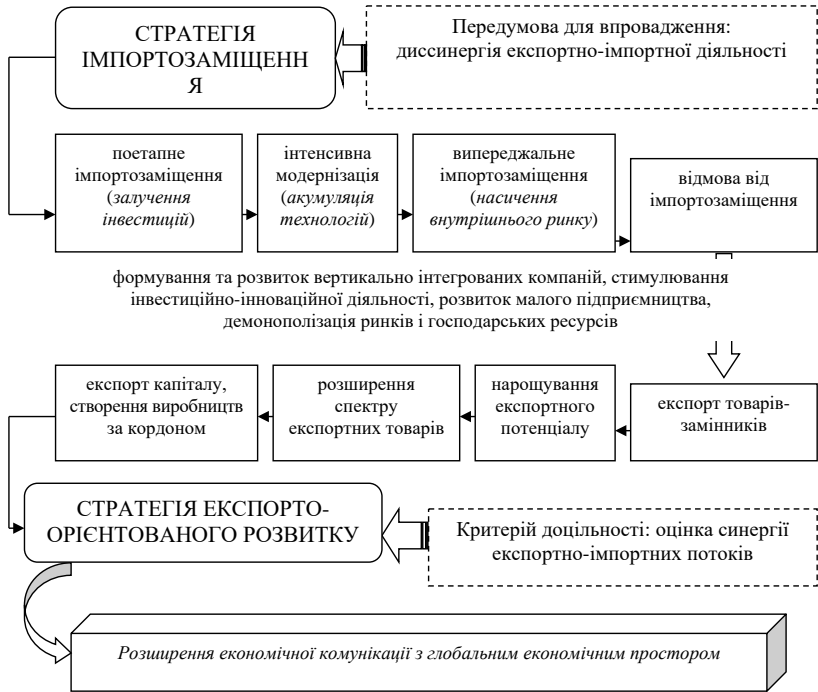 СТРАТЕГІЯ
ІМПОРТОЗАМІЩЕНН
Я
Передумова для впровадження:
диссинергія експортно-імпортної діяльності
поетапне
імпортозаміщення
(залучення
інвестицій)
інтенсивна
модернізація
(акумуляція
технологій)
випереджальне
імпортозаміщення
(насичення
внутрішнього ринку)
відмова від
імпортозаміщення
формування та розвиток вертикально інтегрованих компаній, стимулювання
інвестиційно-інноваційної діяльності, розвиток малого підприємництва,
демонополізація ринків і господарських ресурсів
експорт капіталу,
створення виробництв
за кордоном
розширення
спектру
експортних товарів
нарощування
експортного
потенціалу
експорт товарів-
замінників
СТРАТЕГІЯ ЕКСПОРТО-
ОРІЄНТОВАНОГО РОЗВИТКУ
Критерій доцільності: оцінка синергії
експортно-імпортних потоків
Розширення економічної комунікації з глобальним економічним простором